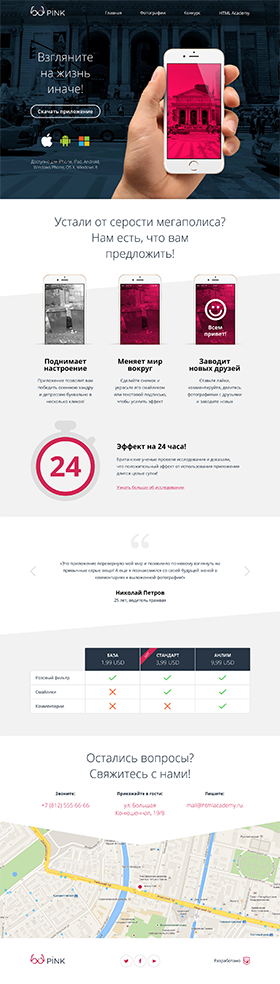 PINK
Главная Фотографии Конкурс HTML Academy
Взгляните
на жизнь
иначе!
Скачать приложение
Доступно для iPhone, iPad, Android,
Windows Phone, OS X, Windows 8
Устали от серости мегаполиса?
Нам есть, что вам
предложить!
Всем
привет!
Поднимает
настроение
Меняет мир
вокруг
Заводит
новых друзей
Приложение позволит вам
победить осеннюю хандру
и депрессию буквально в
несколько кликов!
Сделайте снимок и
украсьте его смайликом
или текстовой подписью,
чтобы усилить эффект
Ставьте лайки,
комментируйте, делитесь
фотографиями с друзьями
и заводите новых
24
Эффект на 24 часа!
Британские ученые провели исследования и доказали,
что положительный эффект от использования приложения
длится целые сутки!
Узнать больше об исследовании
«Это приложение перевернуло мой мир и позволило по-новому взглянуть на
привычные серые вещи! А еще я познакомился со своей будущей женой в
комментариях к выложенной фотографии!»
Николай Петров
25 лет, водитель трамвая
БАЗА СТАНДАРТ АНЛИМ
1,99 USD 3,99 USD 9,99 USD
Розовый фильтр
Смайлики
Комментарии
Остались вопросы?
Свяжитесь с нами!
Звоните: Приезжайте в гости: Пишите:
+7 (812) 555-66-66
ул. Большая
Конюшенная, 19/8
mail@htmlacademy.ru
PINK
Разработано